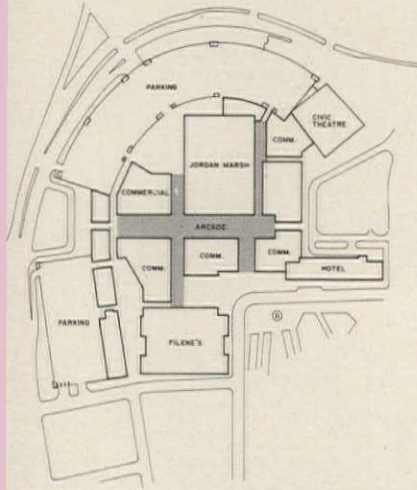 PARKING
CIVIC
THEATRE
COMM.
JORDAN MARSH
COMMERCIAL
ARCADE
COMM.
COMM.
COMM.
HOTEL
PARKING
FILENE'S